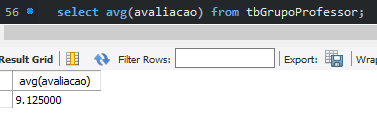 56 select avg(avaliacao) from tbGrupoProfessor;
Result Grid Filter Rows: Export: Wrap
avg(avaliacao)
9.125000